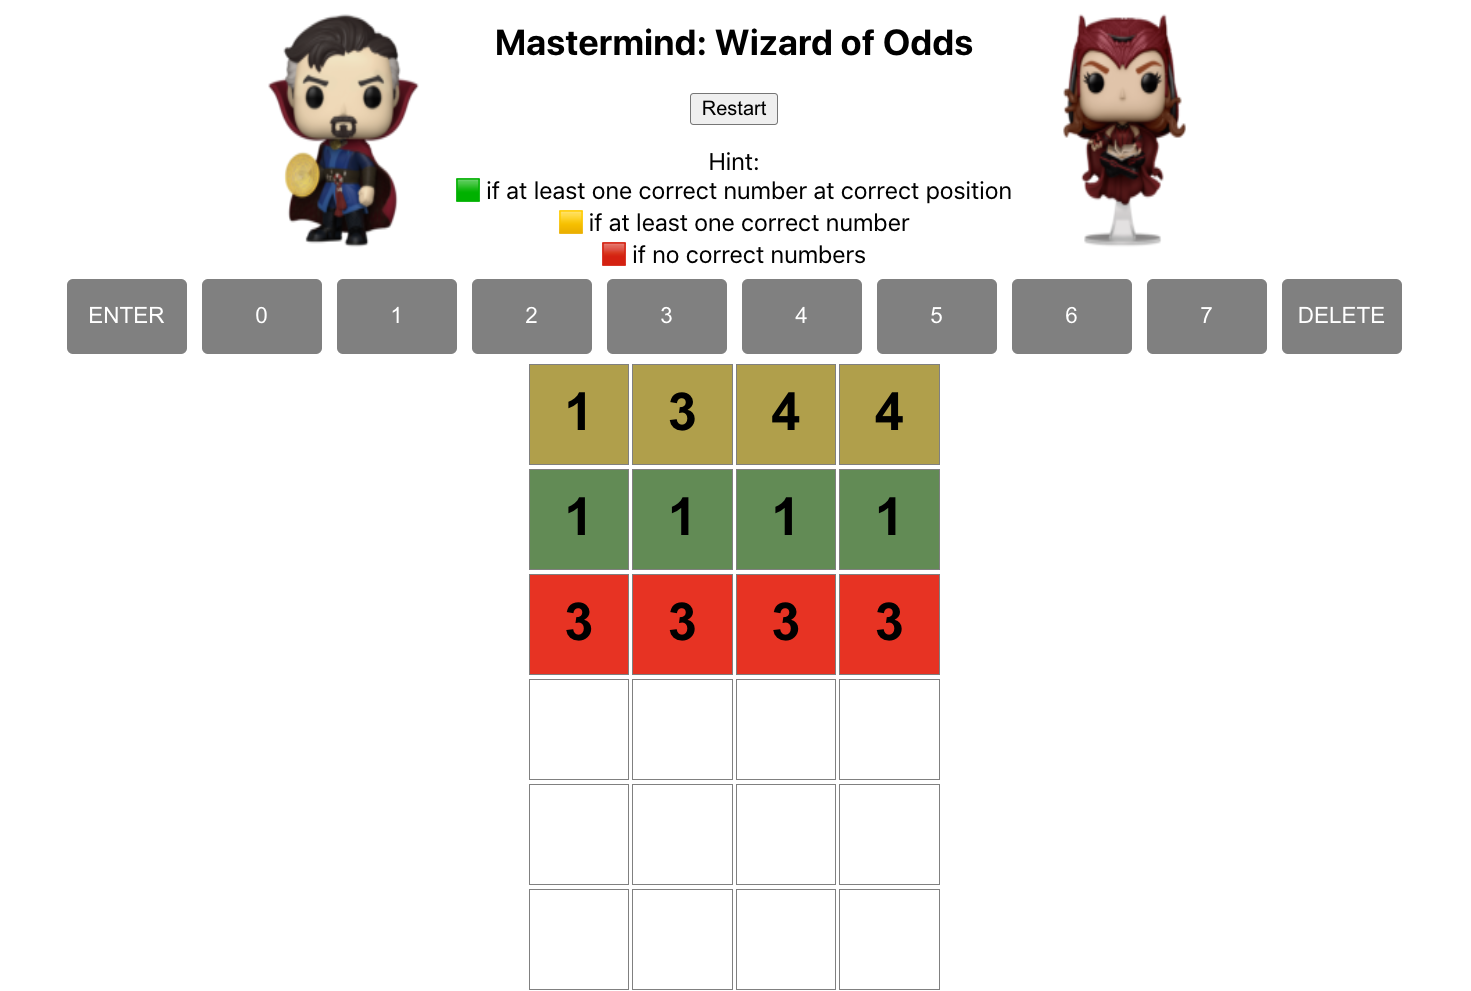 Mastermind: Wizard of Odds
Restart
Hint:
if at least one correct number at correct position
if at least one correct number
if no correct numbers
ENTER 0 1 2 3 4 5 6 7 DELETE
1 3 4 4
1 1 1 1
3 3 3 3